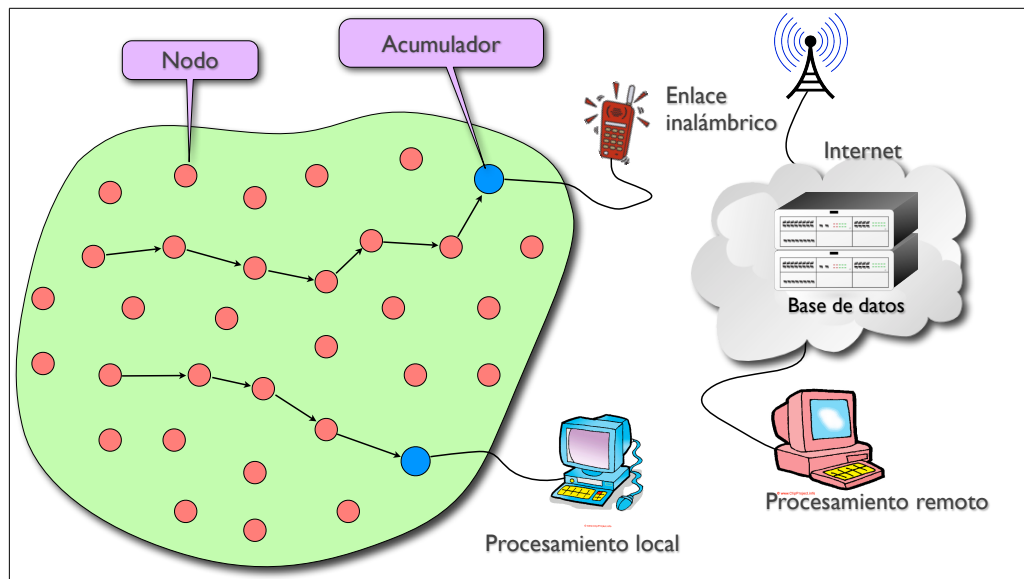 Nodo
Acumulador
Enlace
inalámbrico
Internet
Base de datos
Procesamiento remoto
Procesamiento local